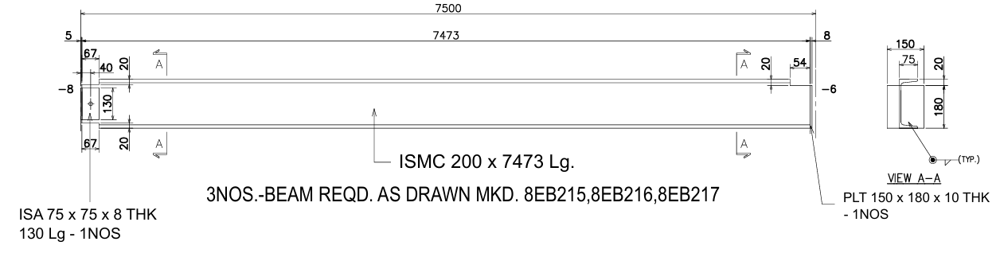 7500
5 7473 8 150
67 20 A A 20 54 75 20
40
-8 130 -6 180
67 20 A A
ISMC 200 x 7473 Lg.
(TYP.)
VIEW A-A
3NOS.-BEAM REQD. AS DRAWN MKD. 8EB215,8EB216,8EB217
PLT 150 x 180 x 10 THK
- 1NOS
ISA 75 x 75 x 8 THK
130 Lg - 1NOS